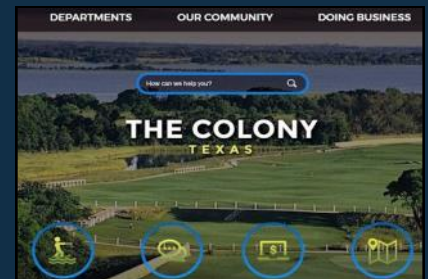 DEPARTMENTS OUR COMMUNITY DOING BUSINESS
How can we help you?
THE COLONY
TEXAS
$